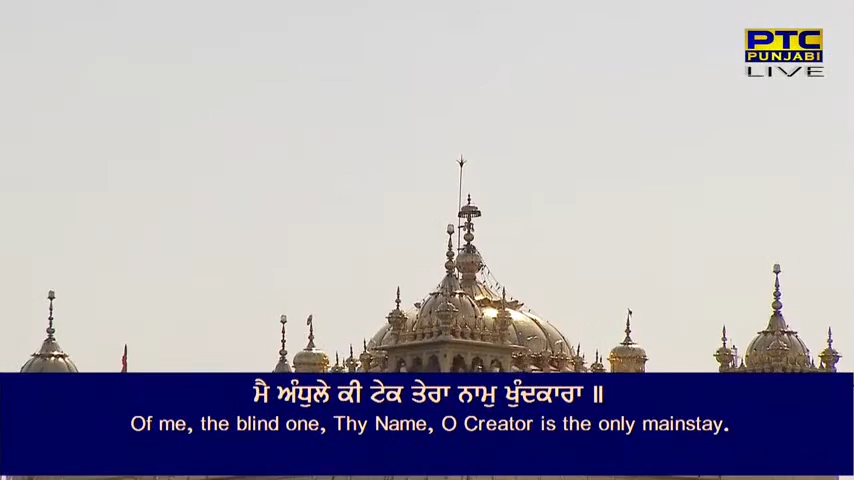 PTC
PUNJABI
LIVE
ਮੈ ਅੰਧੁਲੇ ਕੀ ਟੇਕ ਤੇਰਾ ਨਾਮੁ ਖੁੰਦਕਾਰਾ ॥
Of me, the blind one, Thy Name, O Creator is the only mainstay.